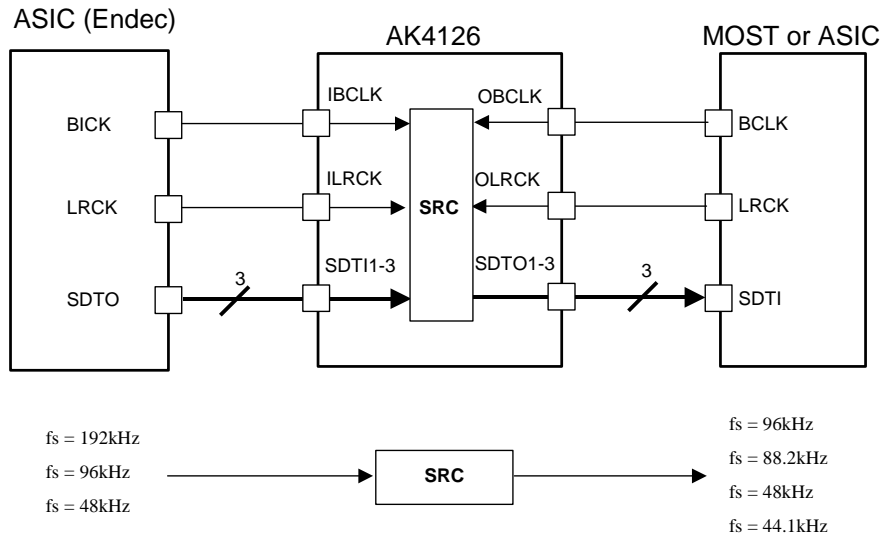 ASIC (Endec)
AK4126
MOST or ASIC
BICK
IBCLK
OBCLK
BCLK
LRCK
ILRCK
SRC
OLRCK
LRCK
SDTO
3
SDTI1-3
SDTO1-3
3
SDTI
fs = 192kHz
fs = 96kHz
fs = 48kHz
SRC
fs = 96kHz
fs = 88.2kHz
fs = 48kHz
fs = 44.1kHz